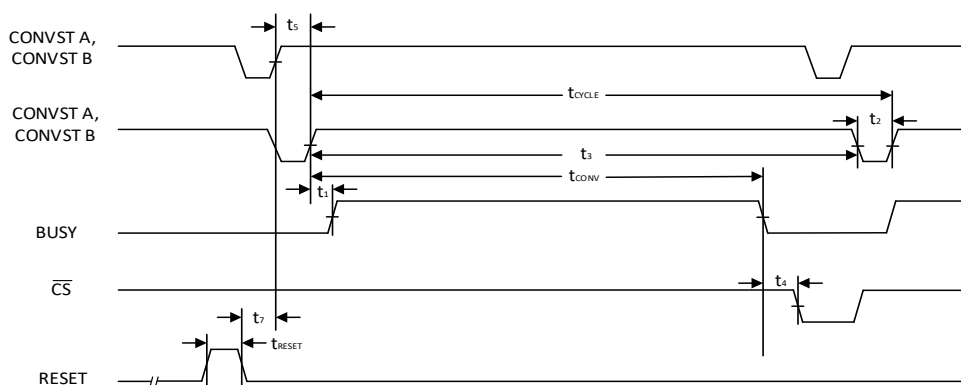 t5
CONVST A,
CONVST B
tCYCLE
CONVST A,
CONVST B
t2
t3
tCONV
t1
BUSY
CS
t4
t7
tRESET
RESET